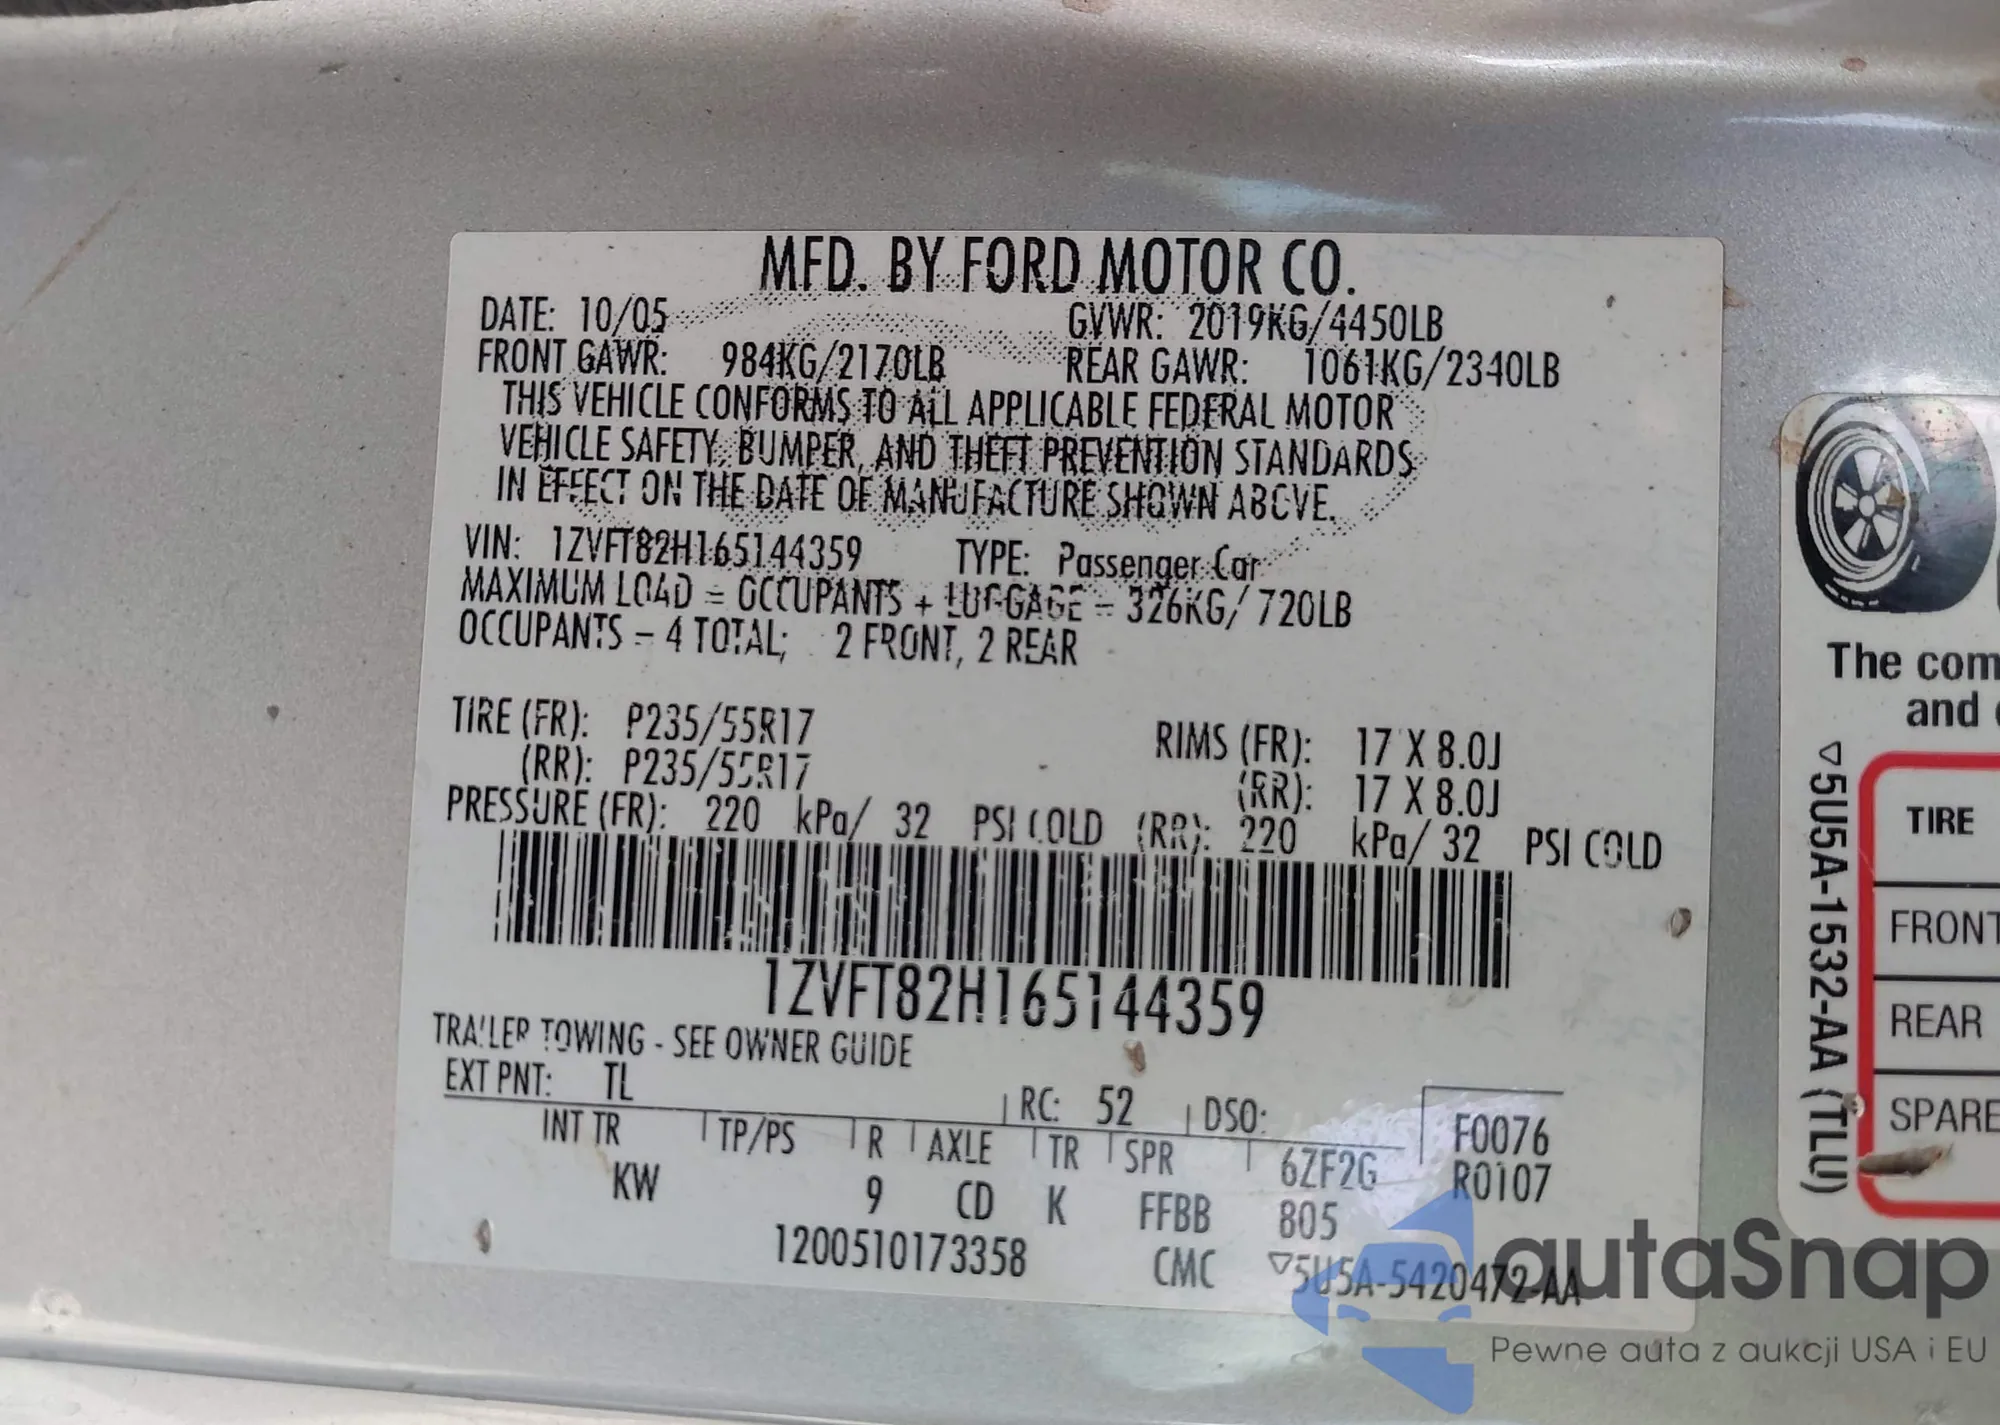 MFD. BY FORD MOTOR CO.
DATE: 10/05 GVWR: 2019KG/4450LB
FRONT GAWR: 984KG/2170LB REAR GAWR: 1061KG/2340LB
THIS VEHICLE CONFORMS TO ALL APPLICABLE FEDERAL MOTOR
VEHICLE SAFETY, BUMPER, AND THEFT PREVENTION STANDARDS
IN EFFECT ON THE DATE OF MANUFACTURE SHOWN ABOVE.
VIN: 1ZVFT82H165144359 TYPE: Passenger Car
MAXIMUM LOAD = OCCUPANTS + LUGGAGE = 326KG/ 720LB
OCCUPANTS = 4 TOTAL; 2 FRONT, 2 REAR
TIRE (FR): P235/55R17 RIMS (FR): 17 X 8.0J
(RR): P235/55R17 (RR): 17 X 8.0J
PRESSURE (FR): 220 kPa/ 32 PSI COLD (RR): 220 kPa/ 32 PSI COLD
1ZVFT82H165144359
TRAILER TOWING - SEE OWNER GUIDE
EXT PNT: TL RC: 52 DSO: F0076
INT TR TP/PS R AXLE TR SPR 6ZF2G R0107
KW 9 CD K FFBB 805
1200510173358 CMC ▽5U5A-5420472-AA
The com
and
▽5U5A-1532-AA (TLU)
TIRE
FRONT
REAR
SPARE
autaSnap
Pewne auta z aukcji USA i EU